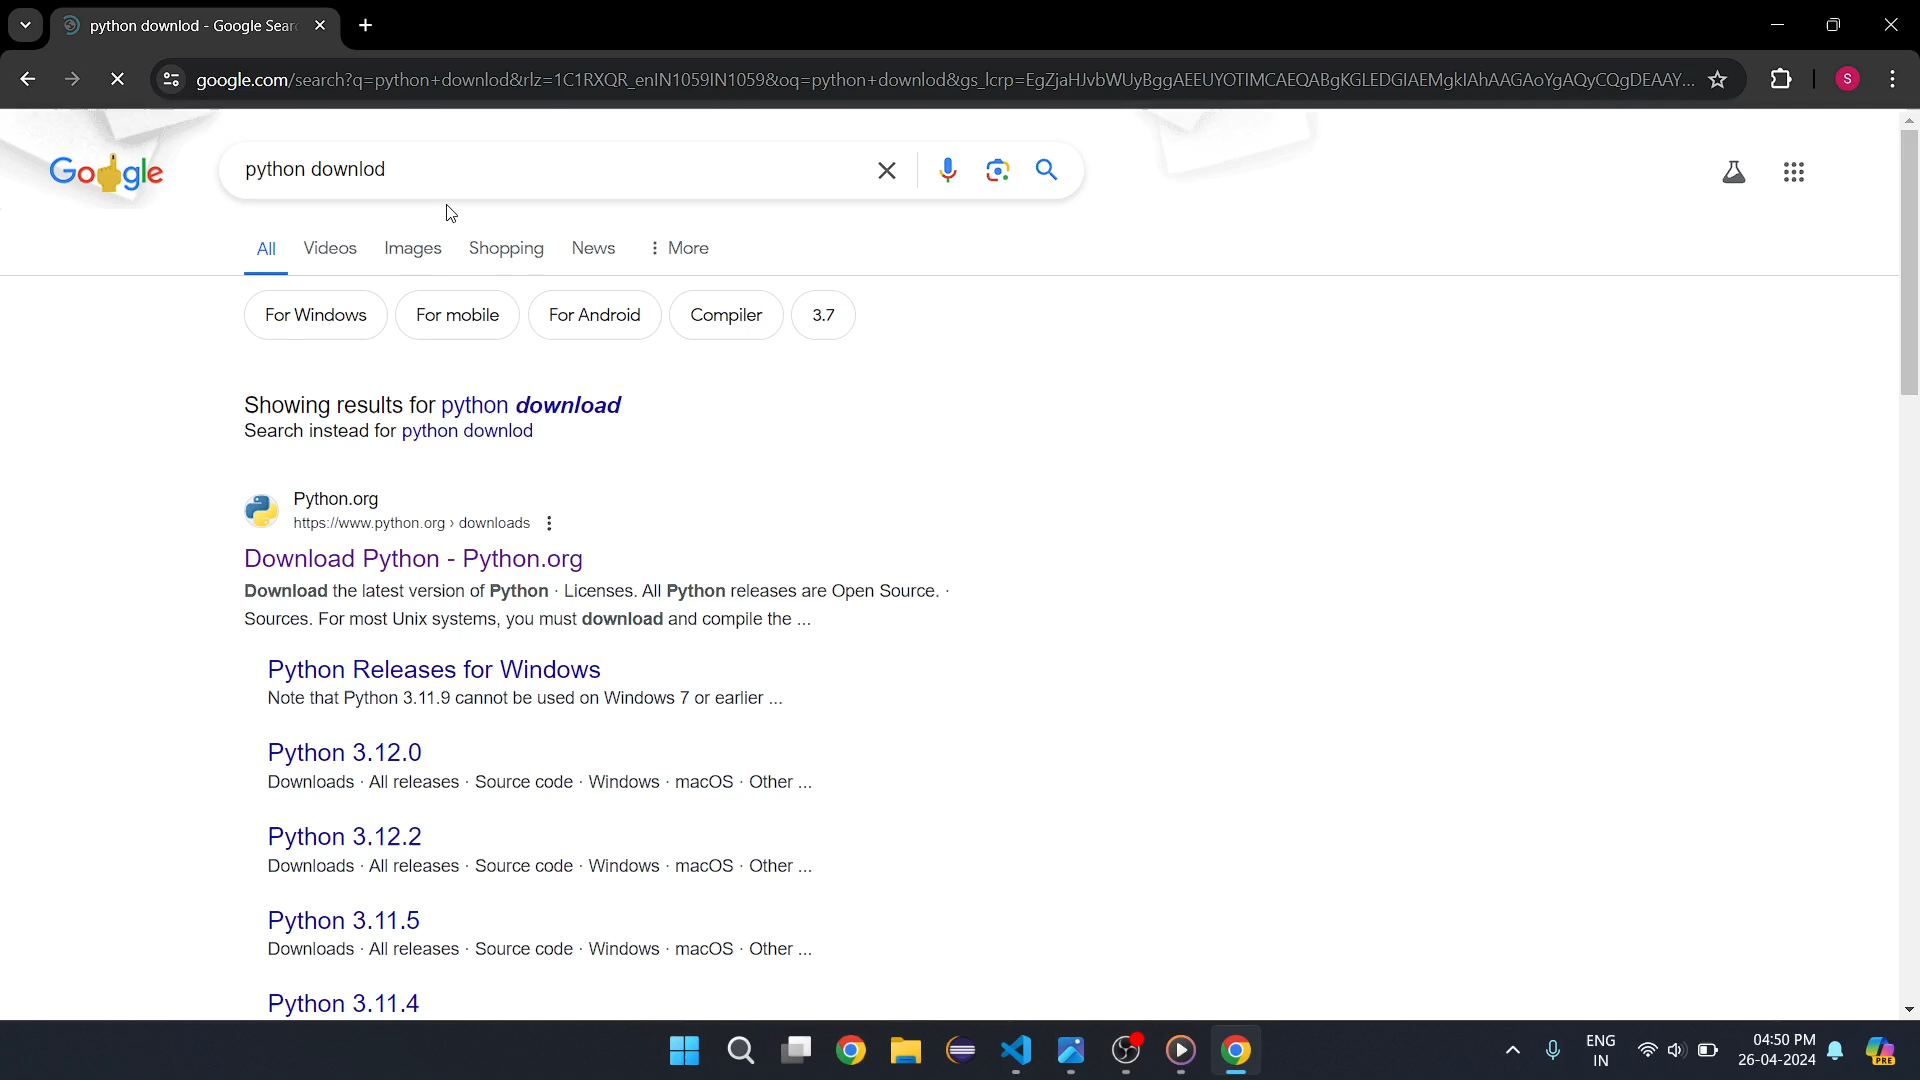 python downlod - Google Sear
google.com/search?q=python+downlod&rlz=1C1RXQR_enIN1059IN1059&oq=python+downlod&gs_lcrp=EgZjaHJvbWUyBggAEEUYOTIMCAEQABgKGLEDGIAEMgkIAhAAGAoYgAQyCQgDEAAY...
S
Google
python downlod
All Videos Images Shopping News More
For Windows For mobile For Android Compiler 3.7
Showing results for python download
Search instead for python downlod
Python.org
https://www.python.org › downloads
Download Python - Python.org
Download the latest version of Python · Licenses. All Python releases are Open Source. ·
Sources. For most Unix systems, you must download and compile the ...
Python Releases for Windows
Note that Python 3.11.9 cannot be used on Windows 7 or earlier ...
Python 3.12.0
Downloads · All releases · Source code · Windows · macOS · Other ...
Python 3.12.2
Downloads · All releases · Source code · Windows · macOS · Other ...
Python 3.11.5
Downloads · All releases · Source code · Windows · macOS · Other ...
Python 3.11.4
ENG
IN
04:50 PM
26-04-2024
PRE